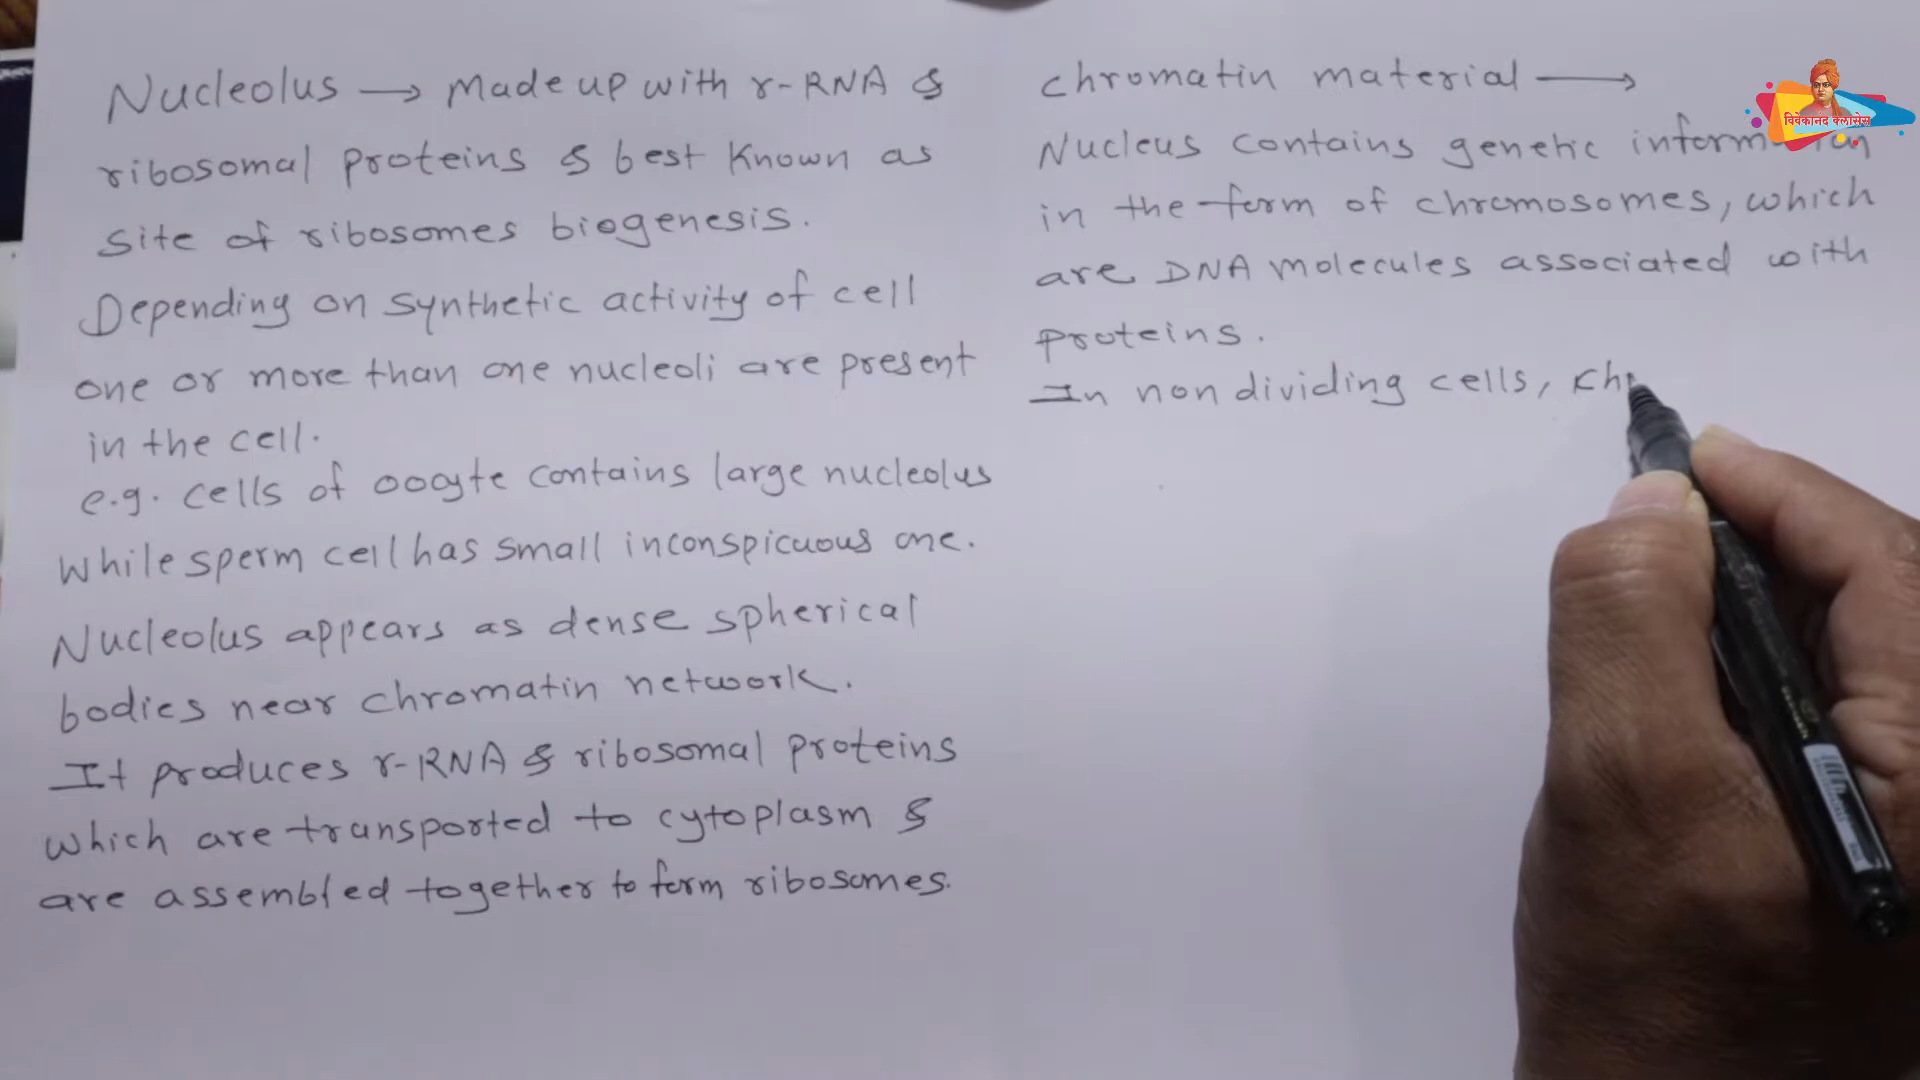 Nucleolus → Made up with r-RNA &
ribosomal proteins & best known as
site of ribosomes biogenesis.
Depending on synthetic activity of cell
one or more than one nucleoli are present
in the cell.
e.g. cells of oocyte contains large nucleolus
while sperm cell has small inconspicuous one.
Nucleolus appears as dense spherical
bodies near chromatin network.
It produces r-RNA & ribosomal proteins
which are transported to cytoplasm &
are assembled together to form ribosomes.
chromatin material →
Nucleus contains genetic information
in the form of chromosomes, which
are DNA molecules associated with
proteins.
In non dividing cells, chr
विवेकानंद क्लासेस